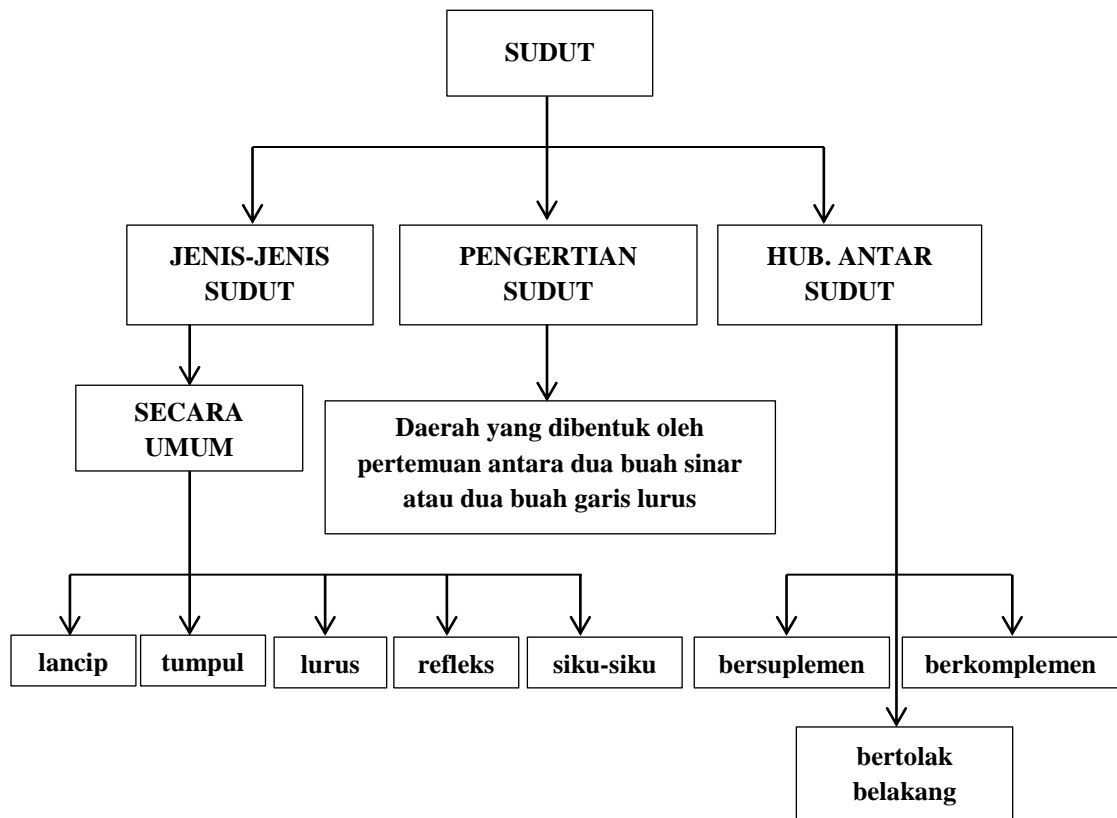 SUDUT
JENIS-JENIS
SUDUT
PENGERTIAN
SUDUT
HUB. ANTAR
SUDUT
SECARA
UMUM
Daerah yang dibentuk oleh
pertemuan antara dua buah sinar
atau dua buah garis lurus
lancip
tumpul
lurus
refleks
siku-siku
bersuplemen
berkomplemen
bertolak
belakang